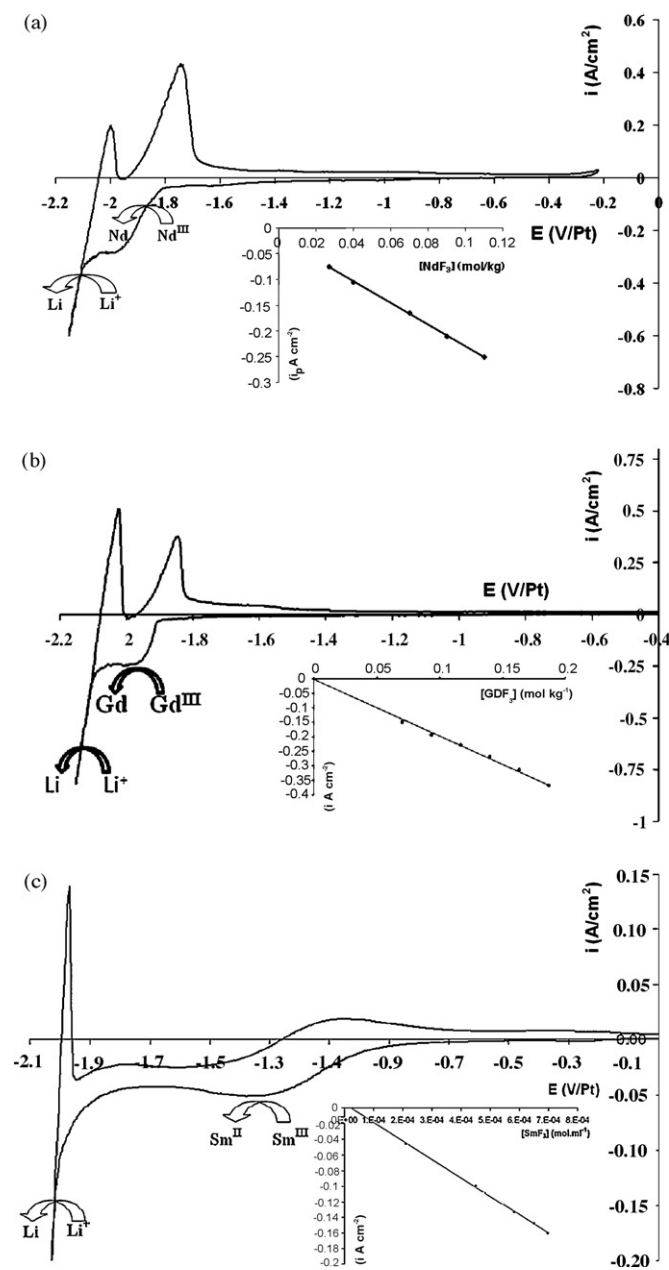 (a)
i (A/cm²)
0.6
0.4
0.2
0
-2.2 -2 -1.8 -1.6 -1.4 -1.2 -1 -0.8 -0.6 -0.4 -0.2 0
E (V/Pt)
-0.2
-0.4
-0.6
-0.8
Nd Nd^III
Li Li⁺
0 0.02 0.04 0.06 0.08 0.1 0.12
[NdF₃] (mol/kg)
0
-0.05
-0.1
-0.15
-0.2
-0.25
-0.3
(iₚA cm⁻²)
(b)
i (A/cm²)
0.75
0.5
0.25
0
E (V/Pt)
-2.2 -2 -1.8 -1.6 -1.4 -1.2 -1 -0.8 -0.6 -0.4
-0.25
-0.5
-0.75
-1
Gd Gd^III
Li Li⁺
0 0.05 0.1 0.15 0.2
[GDF₃] (mol kg⁻¹)
0
-0.05
-0.1
-0.15
-0.2
-0.25
-0.3
-0.35
-0.4
(i A cm⁻²)
(c)
i (A/cm²)
0.15
0.10
0.05
0.00
-2.1 -1.9 -1.7 -1.5 -1.3 -1.4 -0.9 -0.7 -0.5 -0.3 -0.1
E (V/Pt)
-0.05
-0.10
-0.15
-0.20
Sm^II Sm^III
Li Li⁺
1.E-04 2.E-04 3.E-04 4.E-04 5.E-04 6.E-04 7.E-04 8.E-04
[SmF₃] (mol.ml⁻¹)
0
-0.02
-0.04
-0.06
-0.08
-0.1
-0.12
-0.14
-0.16
-0.18
-0.2
(i A cm⁻²)